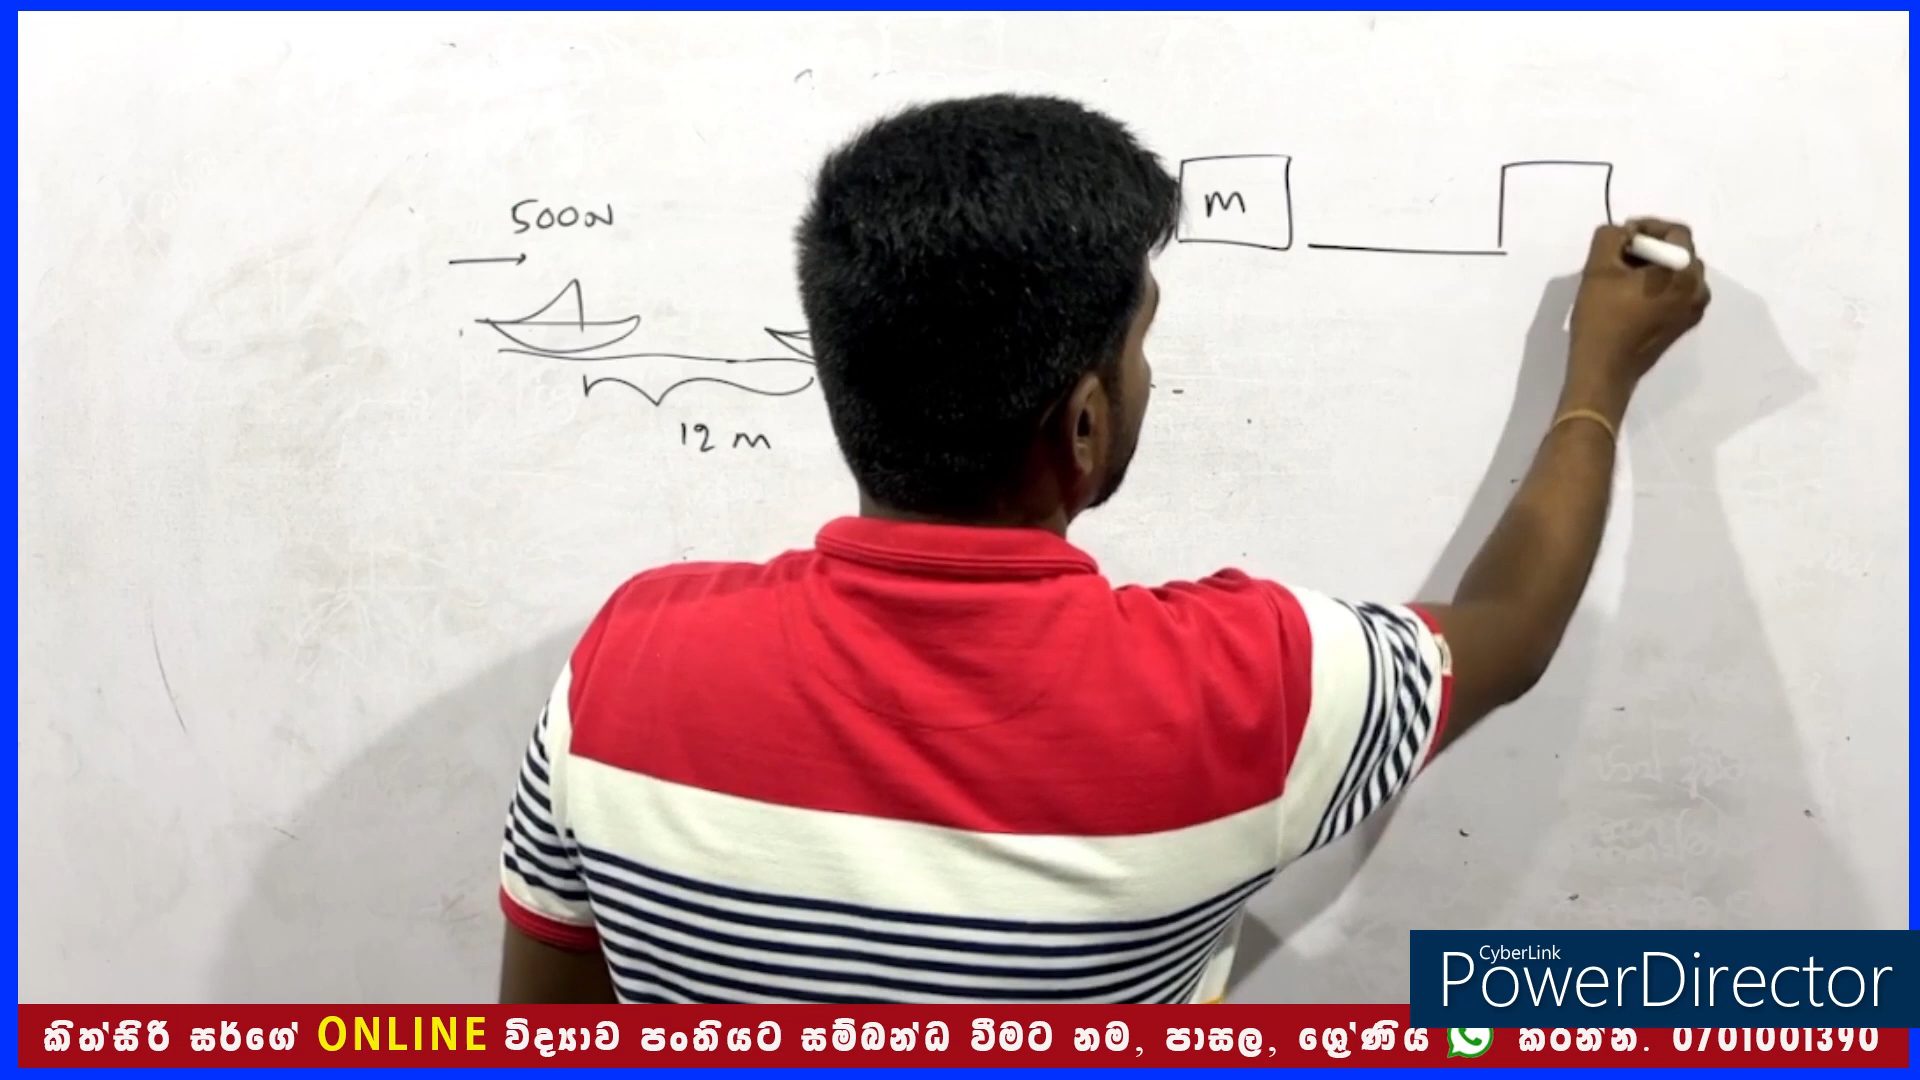 500N
m
12 m
CyberLink
PowerDirector
කිත්සිරි සර්ගේ ONLINE විද්‍යාව පංතියට සම්බන්ධ වීමට නම, පාසල, ශ්‍රේණිය කරන්න. 0701001390